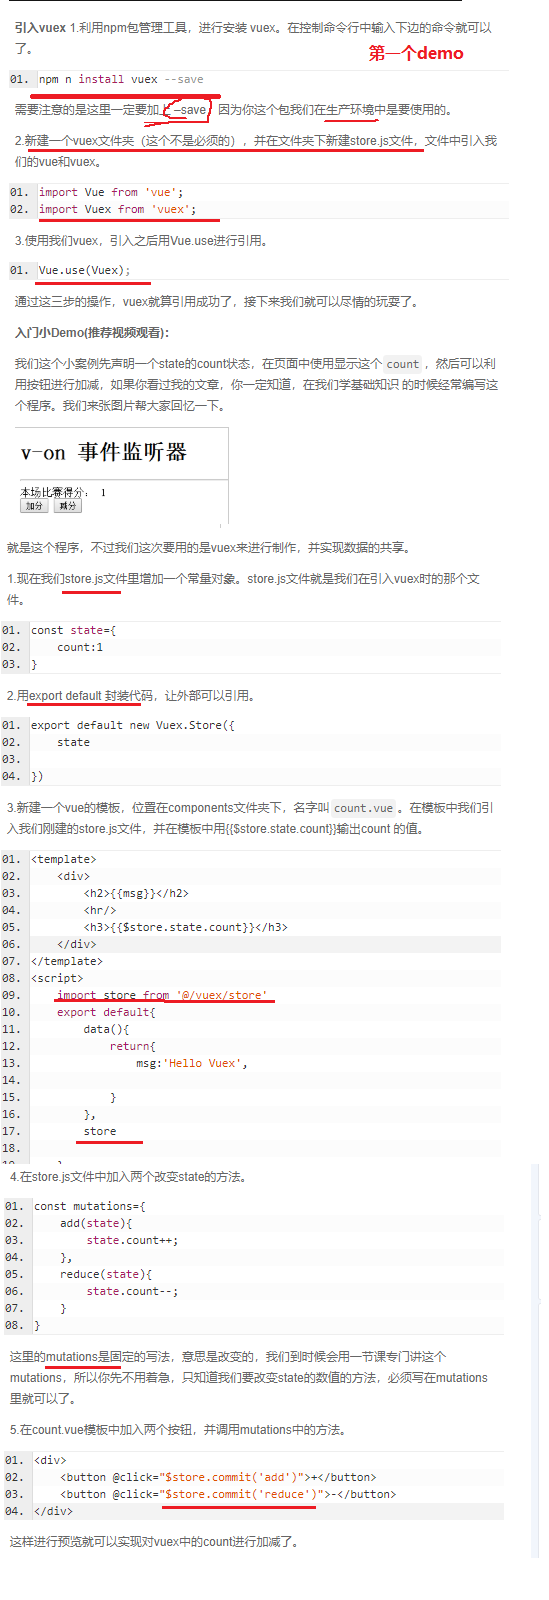 引入vuex 1.利用npm包管理工具，进行安装 vuex。在控制命令行中输入下边的命令就可以
了。
第一个demo
01. npm n install vuex --save
需要注意的是这里一定要加上 –save，因为你这个包我们在生产环境中是要使用的。
2.新建一个vuex文件夹（这个不是必须的），并在文件夹下新建store.js文件，文件中引入我
们的vue和vuex。
01. import Vue from 'vue';
02. import Vuex from 'vuex';
3.使用我们vuex，引入之后用Vue.use进行引用。
01. Vue.use(Vuex);
通过这三步的操作，vuex就算引用成功了，接下来我们就可以尽情的玩耍了。
入门小Demo(推荐视频观看)：
我们这个小案例先声明一个state的count状态，在页面中使用显示这个 count ，然后可以利
用按钮进行加减，如果你看过我的文章，你一定知道，在我们学基础知识 的时候经常编写这
个程序。我们来张图片帮大家回忆一下。
v-on 事件监听器
本场比赛得分： 1
加分 减分
就是这个程序，不过我们这次要用的是vuex来进行制作，并实现数据的共享。
1.现在我们store.js文件里增加一个常量对象。store.js文件就是我们在引入vuex时的那个文
件。
01. const state={
02. count:1
03. }
2.用export default 封装代码，让外部可以引用。
01. export default new Vuex.Store({
02. state
03.
04. })
3.新建一个vue的模板，位置在components文件夹下，名字叫 count.vue 。在模板中我们引
入我们刚建的store.js文件，并在模板中用{{$store.state.count}}输出count 的值。
01. <template>
02. <div>
03. <h2>{{msg}}</h2>
04. <hr/>
05. <h3>{{$store.state.count}}</h3>
06. </div>
07. </template>
08. <script>
09. import store from '@/vuex/store'
10. export default{
11. data(){
12. return{
13. msg:'Hello Vuex',
14.
15. }
16. },
17. store
18.
4.在store.js文件中加入两个改变state的方法。
01. const mutations={
02. add(state){
03. state.count++;
04. },
05. reduce(state){
06. state.count--;
07. }
08. }
这里的mutations是固定的写法，意思是改变的，我们到时候会用一节课专门讲这个
mutations，所以你先不用着急，只知道我们要改变state的数值的方法，必须写在mutations
里就可以了。
5.在count.vue模板中加入两个按钮，并调用mutations中的方法。
01. <div>
02. <button @click="$store.commit('add')">+</button>
03. <button @click="$store.commit('reduce')">-</button>
04. </div>
这样进行预览就可以实现对vuex中的count进行加减了。